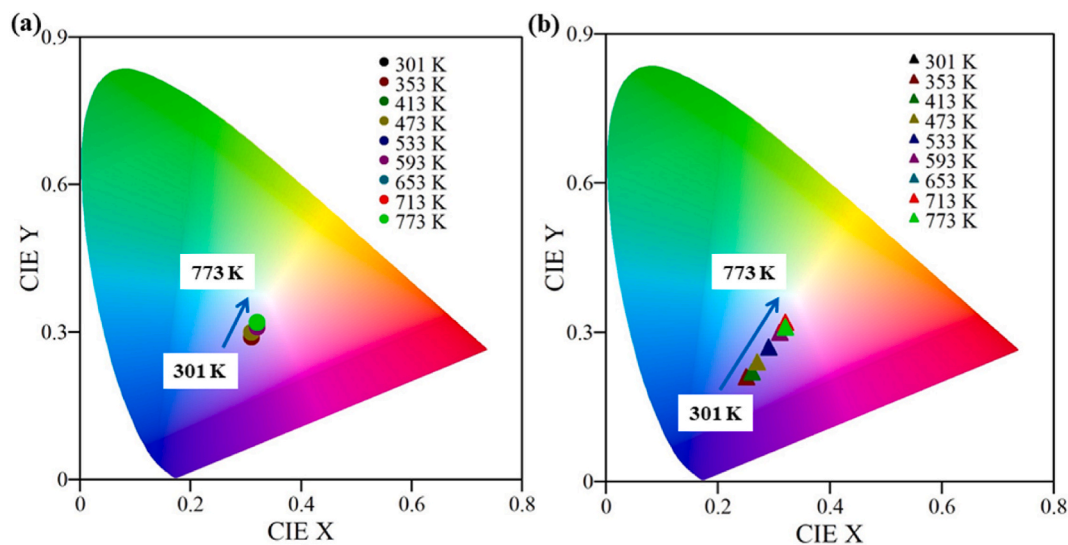 (a)
0.9
0.6
0.3
0
CIE Y
301 K
353 K
413 K
473 K
533 K
593 K
653 K
713 K
773 K
773 K
301 K
0
0.2
0.4
0.6
0.8
CIE X
(b)
0.9
0.6
0.3
0
CIE Y
301 K
353 K
413 K
473 K
533 K
593 K
653 K
713 K
773 K
773 K
301 K
0
0.2
0.4
0.6
0.8
CIE X